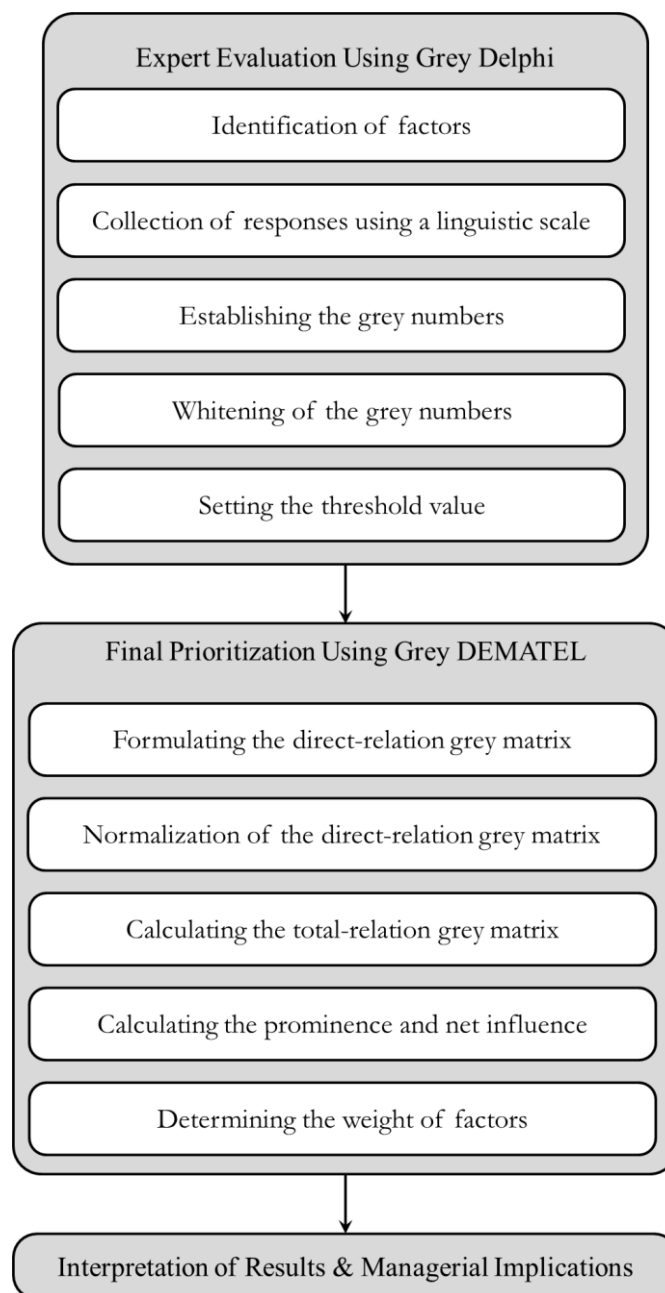 Expert Evaluation Using Grey Delphi
Identification of factors
Collection of responses using a linguistic scale
Establishing the grey numbers
Whitening of the grey numbers
Setting the threshold value
Final Prioritization Using Grey DEMATEL
Formulating the direct-relation grey matrix
Normalization of the direct-relation grey matrix
Calculating the total-relation grey matrix
Calculating the prominence and net influence
Determining the weight of factors
Interpretation of Results & Managerial Implications